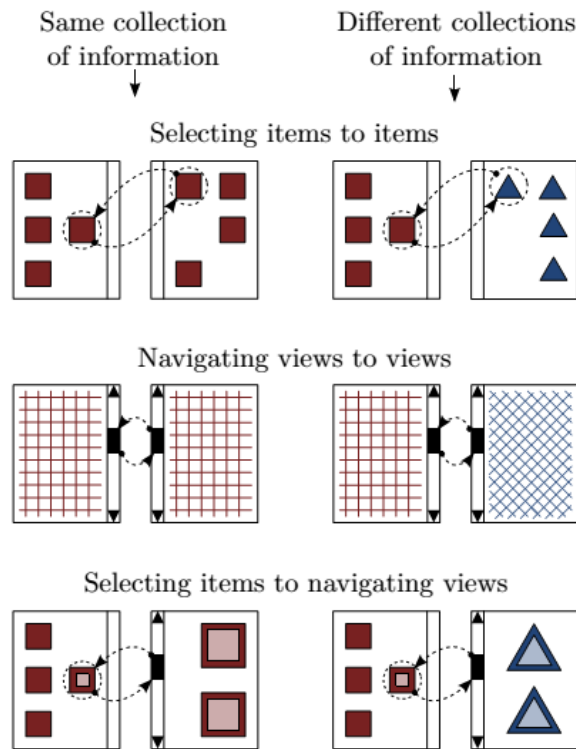 Same collection
of information
Different collections
of information
Selecting items to items
Navigating views to views
Selecting items to navigating views